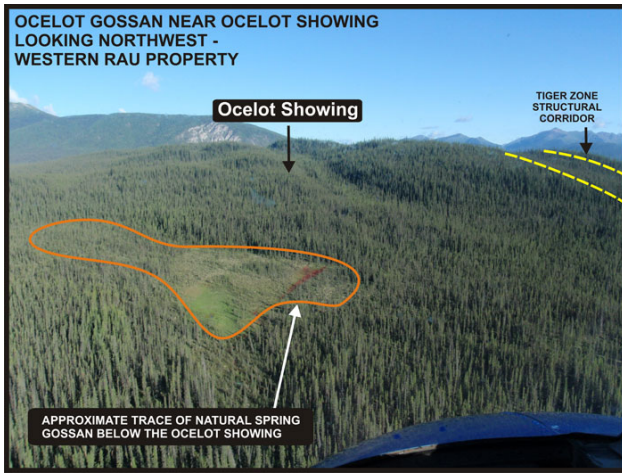 OCELOT GOSSAN NEAR OCELOT SHOWING
LOOKING NORTHWEST -
WESTERN RAU PROPERTY
Ocelot Showing
TIGER ZONE
STRUCTURAL
CORRIDOR
APPROXIMATE TRACE OF NATURAL SPRING
GOSSAN BELOW THE OCELOT SHOWING